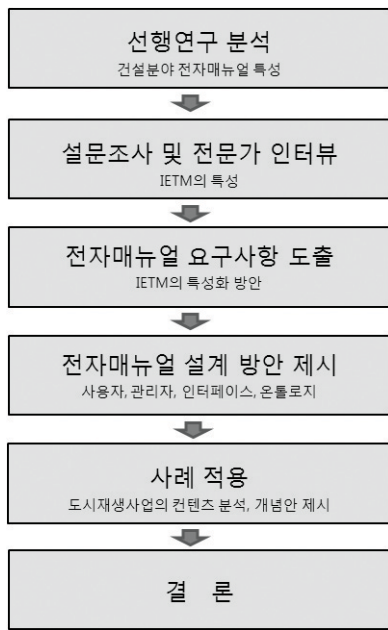 선행연구 분석
건설분야 전자매뉴얼 특성
설문조사 및 전문가 인터뷰
IETM의 특성
전자매뉴얼 요구사항 도출
IETM의 특성화 방안
전자매뉴얼 설계 방안 제시
사용자, 관리자, 인터페이스, 온톨로지
사례 적용
도시재생사업의 컨텐츠 분석, 개념안 제시
결 론